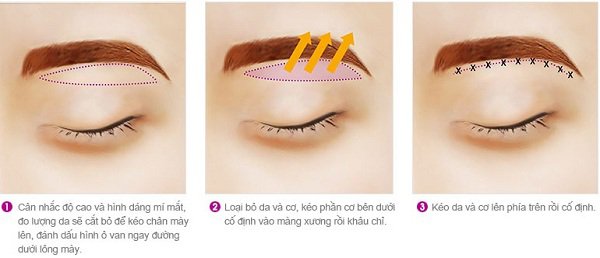 1 Cân nhắc độ cao và hình dáng mí mắt,
đo lượng da sẽ cắt bỏ để kéo chân mày
lên, đánh dấu hình ô van ngay đường
dưới lông mày.
2 Loại bỏ da và cơ, kéo phần cơ bên dưới
cố định vào màng xương rồi khâu chỉ.
3 Kéo da và cơ lên phía trên rồi cố định.